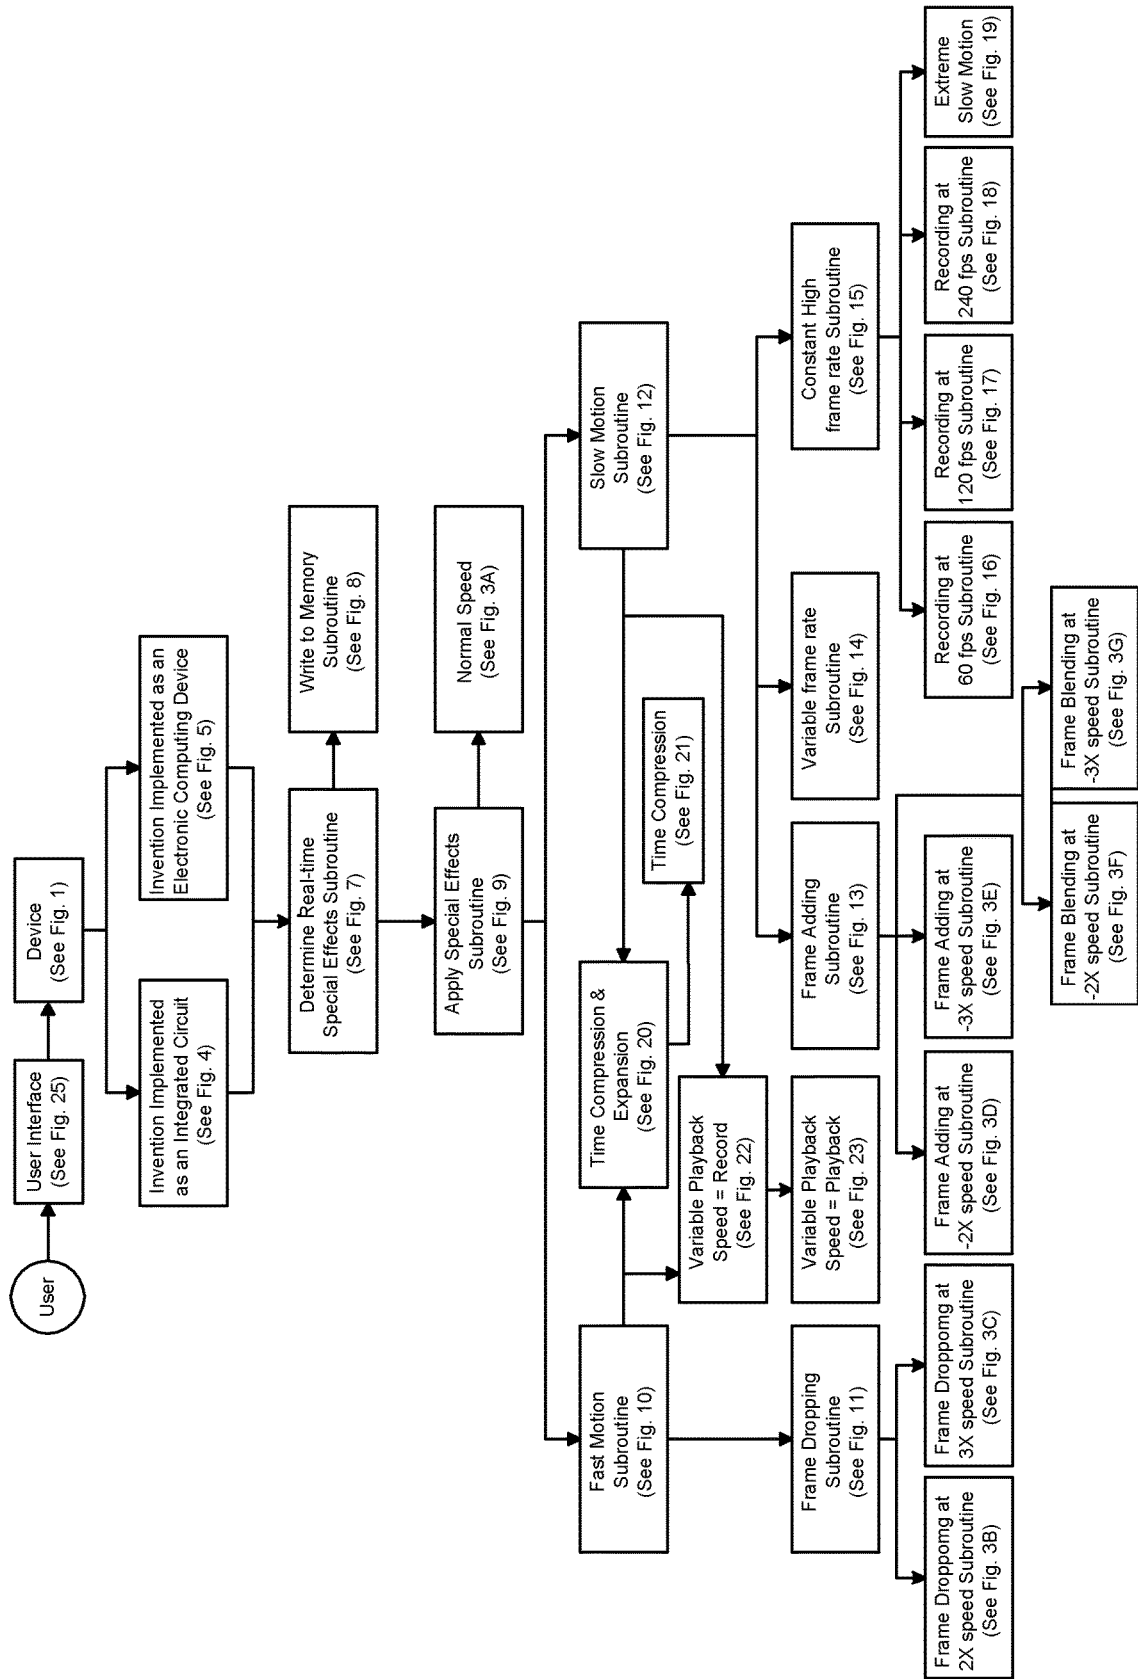 User
User Interface
(See Fig. 25)
Device
(See Fig. 1)
Invention Implemented
as an Integrated Circuit
(See Fig. 4)
Invention Implemented as an
Electronic Computing Device
(See Fig. 5)
Determine Real-time
Special Effects Subroutine
(See Fig. 7)
Write to Memory
Subroutine
(See Fig. 8)
Apply Special Effects
Subroutine
(See Fig. 9)
Normal Speed
(See Fig. 3A)
Fast Motion
Subroutine
(See Fig. 10)
Time Compression &
Expansion
(See Fig. 20)
Slow Motion
Subroutine
(See Fig. 12)
Time Compression
(See Fig. 21)
Variable Playback
Speed = Record
(See Fig. 22)
Frame Dropping
Subroutine
(See Fig. 11)
Variable Playback
Speed = Playback
(See Fig. 23)
Frame Adding
Subroutine
(See Fig. 13)
Variable frame rate
Subroutine
(See Fig. 14)
Constant High
frame rate Subroutine
(See Fig. 15)
Frame Droppomg at
2X speed Subroutine
(See Fig. 3B)
Frame Droppomg at
3X speed Subroutine
(See Fig. 3C)
Frame Adding at
-2X speed Subroutine
(See Fig. 3D)
Frame Adding at
-3X speed Subroutine
(See Fig. 3E)
Recording at
60 fps Subroutine
(See Fig. 16)
Recording at
120 fps Subroutine
(See Fig. 17)
Recording at
240 fps Subroutine
(See Fig. 18)
Extreme
Slow Motion
(See Fig. 19)
Frame Blending at
-2X speed Subroutine
(See Fig. 3F)
Frame Blending at
-3X speed Subroutine
(See Fig. 3G)